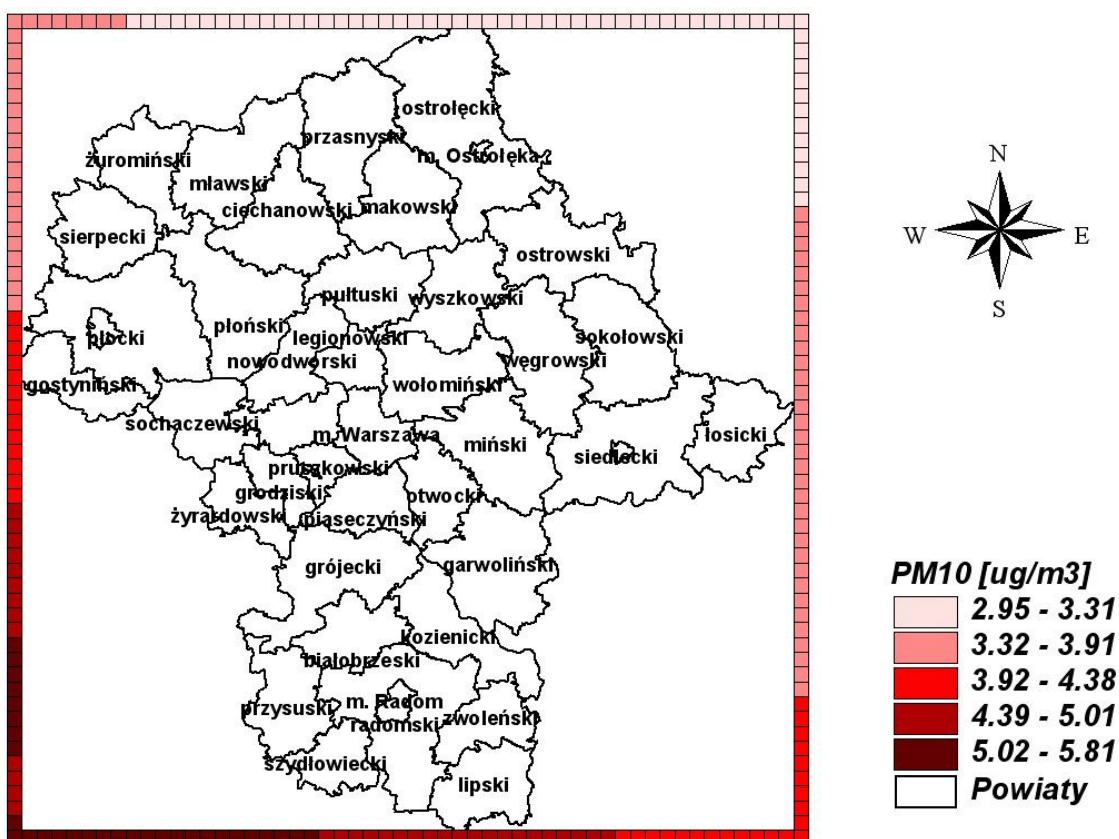 ostrołęcki
przasnyski
m. Ostrołęka
żuromiński
mławski
ciechanowski
makowski
sierpecki
ostrowski
pułtuski
wyszkowski
płoński
legionowski
sokołowski
płocki
nowodworski
węgrowski
gostyniński
wołomiński
sochaczewski
m. Warszawa
miński
łosicki
siedlecki
pruszkowski
grodziski
otwocki
żyrardowski
piaseczyński
grójecki
garwoliński
kozienicki
białobrzeski
m. Radom
przysuski
radomski
zwoleński
szydłowiecki
lipski
N
W
E
S
PM10 [ug/m3]
2.95 - 3.31
3.32 - 3.91
3.92 - 4.38
4.39 - 5.01
5.02 - 5.81
Powiaty